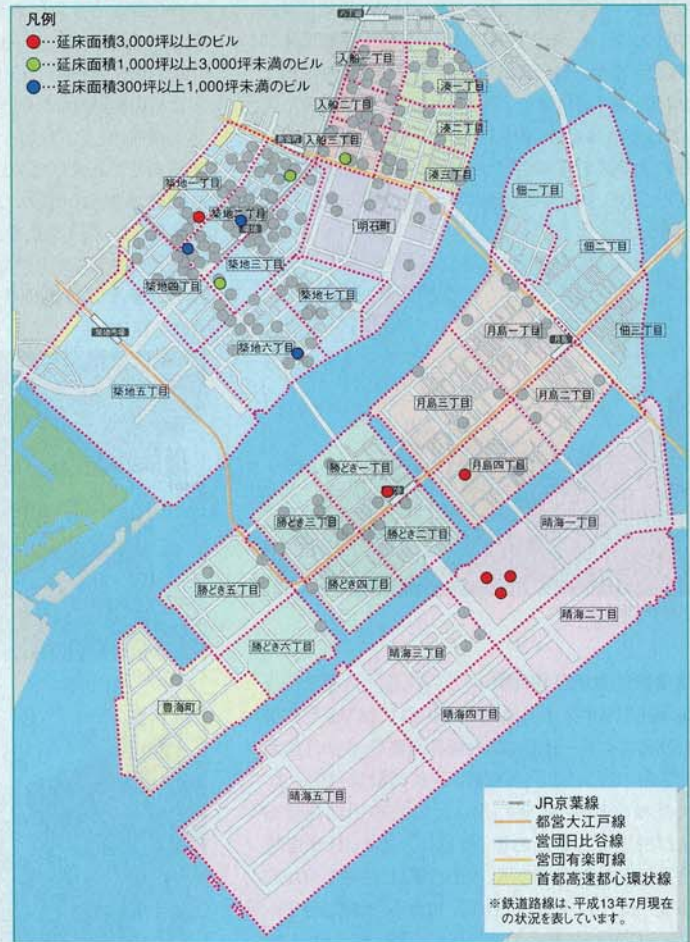 凡例
●…延床面積3,000坪以上のビル
●…延床面積1,000坪以上3,000坪未満のビル
●…延床面積300坪以上1,000坪未満のビル
八丁堀
入船一丁目
湊一丁目
入船二丁目
湊二丁目
入船三丁目
新富町
湊三丁目
佃一丁目
築地一丁目
築地二丁目
築地
明石町
佃二丁目
築地三丁目
築地四丁目
築地七丁目
月島一丁目
佃三丁目
月島
築地市場
築地六丁目
築地五丁目
月島三丁目
月島二丁目
勝どき一丁目
月島四丁目
勝どき三丁目
勝どき二丁目
晴海一丁目
勝どき五丁目
勝どき四丁目
晴海二丁目
勝どき六丁目
晴海三丁目
豊海町
晴海四丁目
晴海五丁目
JR京葉線
都営大江戸線
営団日比谷線
営団有楽町線
首都高速都心環状線
※鉄道路線は、平成13年7月現在
の状況を表しています。